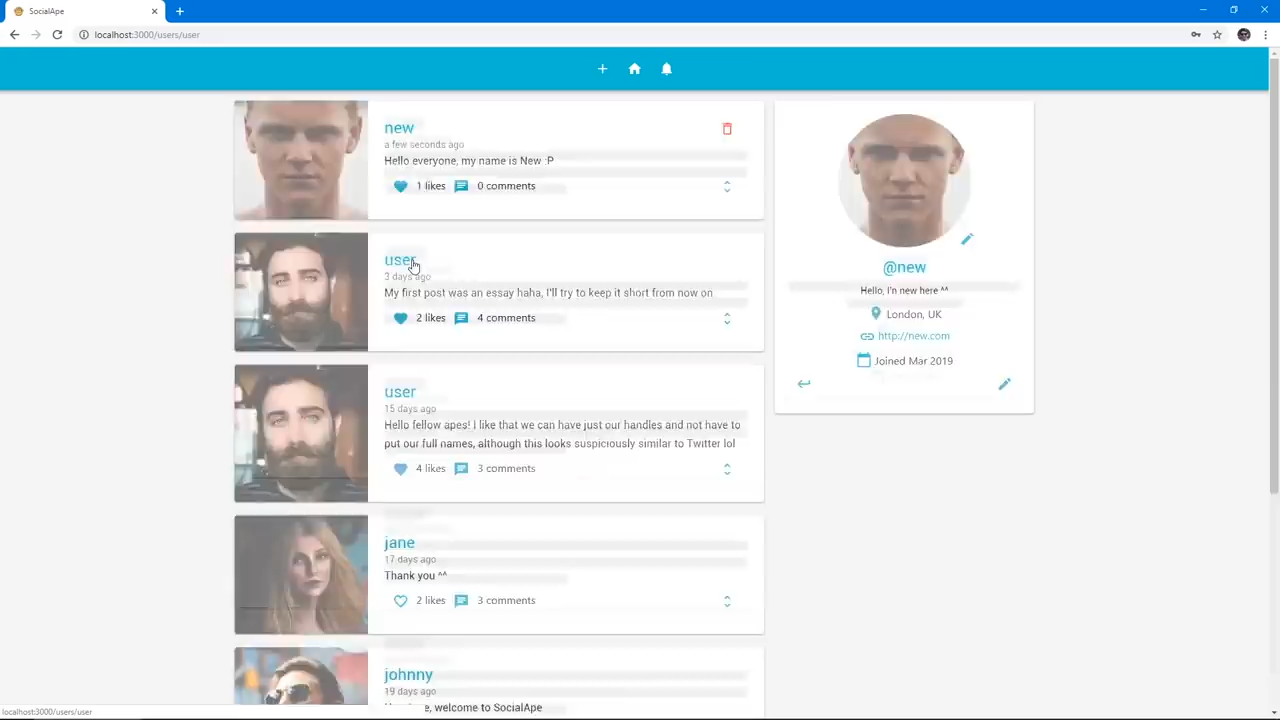 SocialApe
localhost:3000/users/user
new
a few seconds ago
Hello everyone, my name is New :P
1 likes 0 comments
user
3 days ago
My first post was an essay haha, I'll try to keep it short from now on
2 likes 4 comments
user
15 days ago
Hello fellow apes! I like that we can have just our handles and not have to
put our full names, although this looks suspiciously similar to Twitter lol
4 likes 3 comments
jane
17 days ago
Thank you ^^
2 likes 3 comments
johnny
19 days ago
welcome to SocialApe
@new
Hello, I'n new here ^^
London, UK
http://new.com
Joined Mar 2019
localhost:3000/users/user